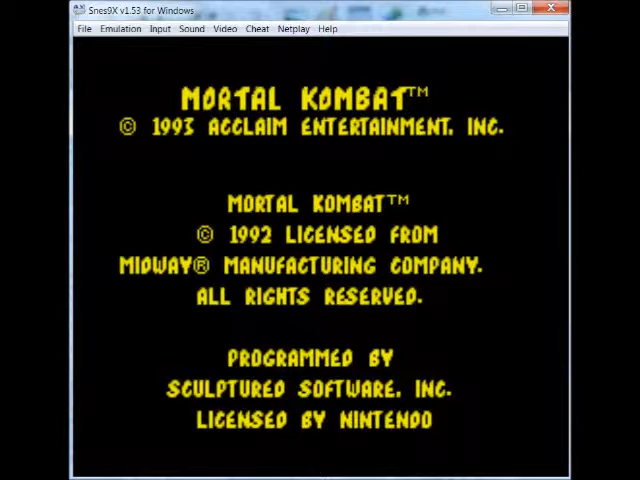 Snes9X v1.53 for Windows
File Emulation Input Sound Video Cheat Netplay Help
MORTAL KOMBAT™
© 1993 ACCLAIM ENTERTAINMENT, INC.
MORTAL KOMBAT™
© 1992 LICENSED FROM
MIDWAY® MANUFACTURING COMPANY.
ALL RIGHTS RESERVED.
PROGRAMMED BY
SCULPTURED SOFTWARE, INC.
LICENSED BY NINTENDO